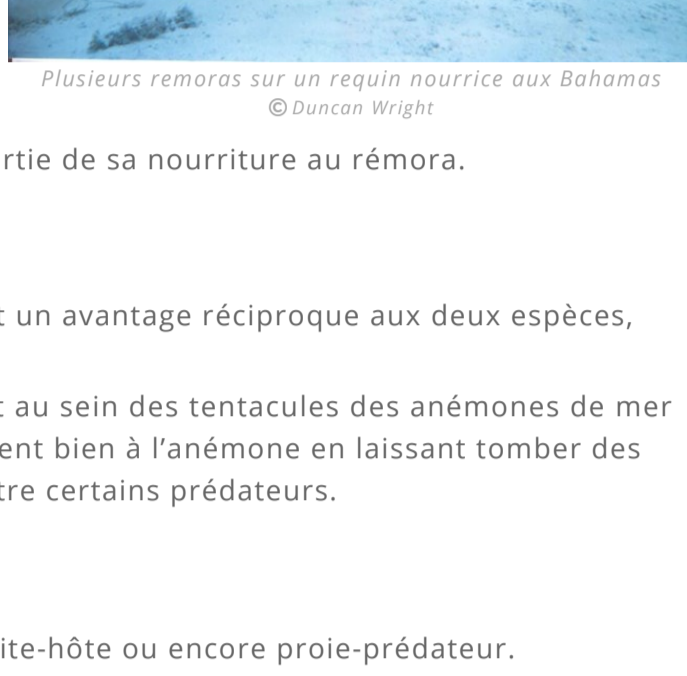 Plusieurs remoras sur un requin nourrice aux Bahamas
© Duncan Wright
rtie de sa nourriture au rémora.
t un avantage réciproque aux deux espèces,
t au sein des tentacules des anémones de mer
ent bien à l’anémone en laissant tomber des
tre certains prédateurs.
ite-hôte ou encore proie-prédateur.